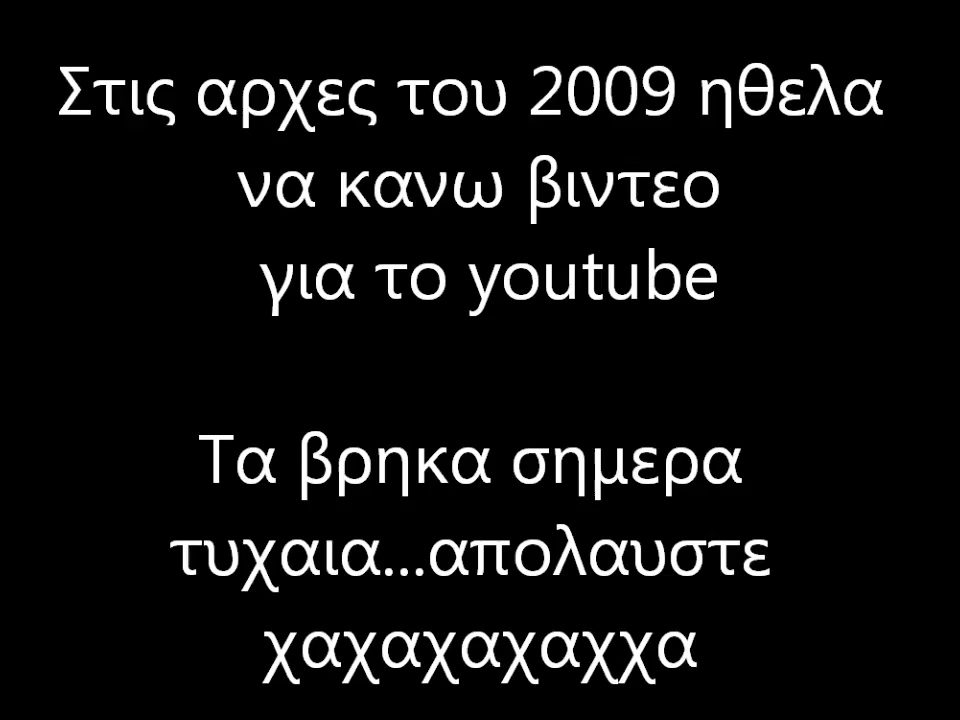 Στις αρχες του 2009 ηθελα
να κανω βιντεο
για το youtube
Τα βρηκα σημερα
τυχαια...απολαυστε
χαχαχαχαχχα